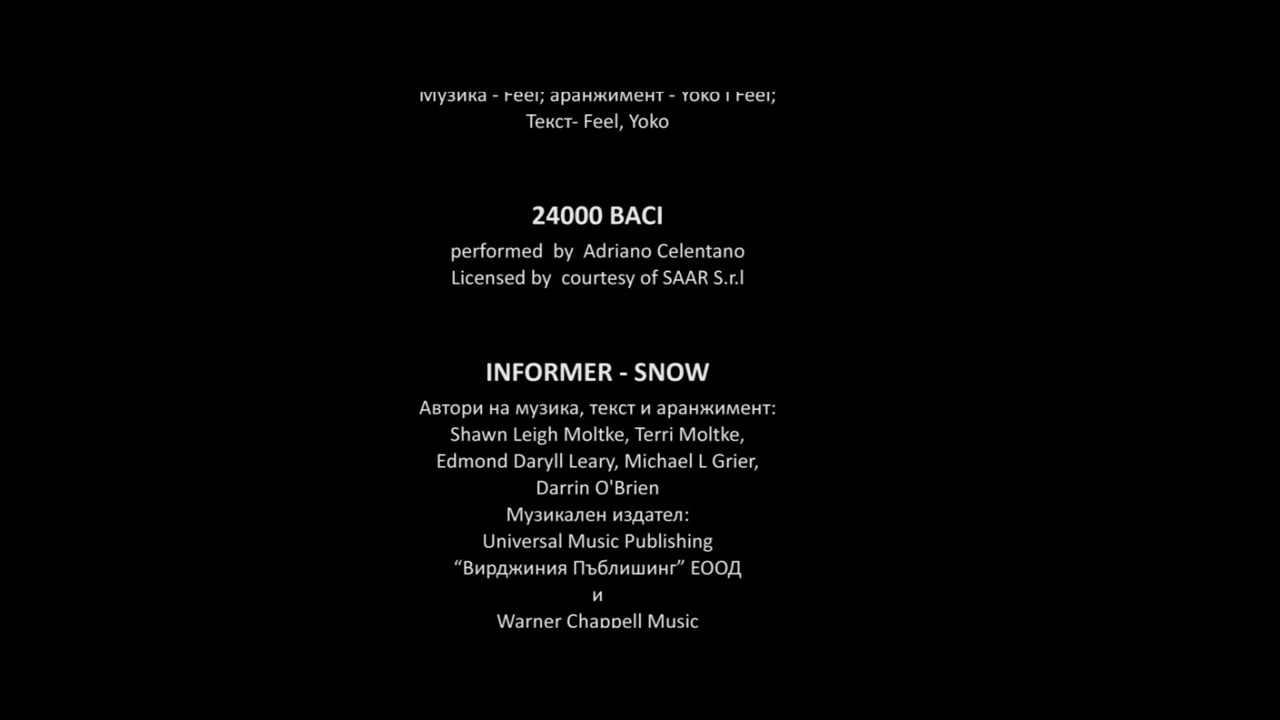 Музика - Feel; аранжимент - Yoko i Feel;
Текст- Feel, Yoko
24000 BACI
performed by Adriano Celentano
Licensed by courtesy of SAAR S.r.l
INFORMER - SNOW
Автори на музика, текст и аранжимент:
Shawn Leigh Moltke, Terri Moltke,
Edmond Daryll Leary, Michael L Grier,
Darrin O'Brien
Музикален издател:
Universal Music Publishing
“Вирджиния Пъблишинг” ЕООД
и
Warner Chappell Music